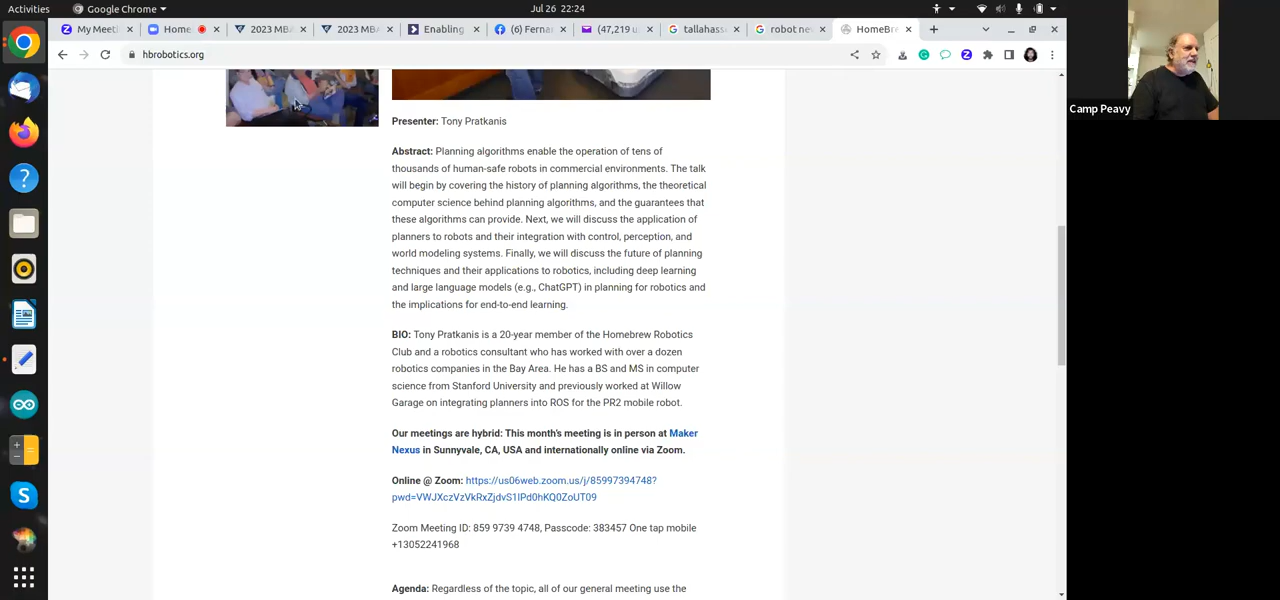 Activities
Google Chrome
Jul 26 22:24
My Meeti
Home
2023 MBA
2023 MBA
Enabling
(6) Ferna
(47,219 u
tallahass
robot ne
HomeBre
hbrobotics.org
Camp Peavy
Presenter: Tony Pratkanis
Abstract: Planning algorithms enable the operation of tens of
thousands of human-safe robots in commercial environments. The talk
will begin by covering the history of planning algorithms, the theoretical
computer science behind planning algorithms, and the guarantees that
these algorithms can provide. Next, we will discuss the application of
planners to robots and their integration with control, perception, and
world modeling systems. Finally, we will discuss the future of planning
techniques and their applications to robotics, including deep learning
and large language models (e.g., ChatGPT) in planning for robotics and
the implications for end-to-end learning.
BIO: Tony Pratkanis is a 20-year member of the Homebrew Robotics
Club and a robotics consultant who has worked with over a dozen
robotics companies in the Bay Area. He has a BS and MS in computer
science from Stanford University and previously worked at Willow
Garage on integrating planners into ROS for the PR2 mobile robot.
Our meetings are hybrid: This month's meeting is in person at Maker
Nexus in Sunnyvale, CA, USA and internationally online via Zoom.
Online @ Zoom: https://us06web.zoom.us/j/85997394748?
pwd=VWJXczVzVkRxZjdvS1lPd0hKQ0ZoUT09
Zoom Meeting ID: 859 9739 4748, Passcode: 383457 One tap mobile
+13052241968
Agenda: Regardless of the topic, all of our general meeting use the